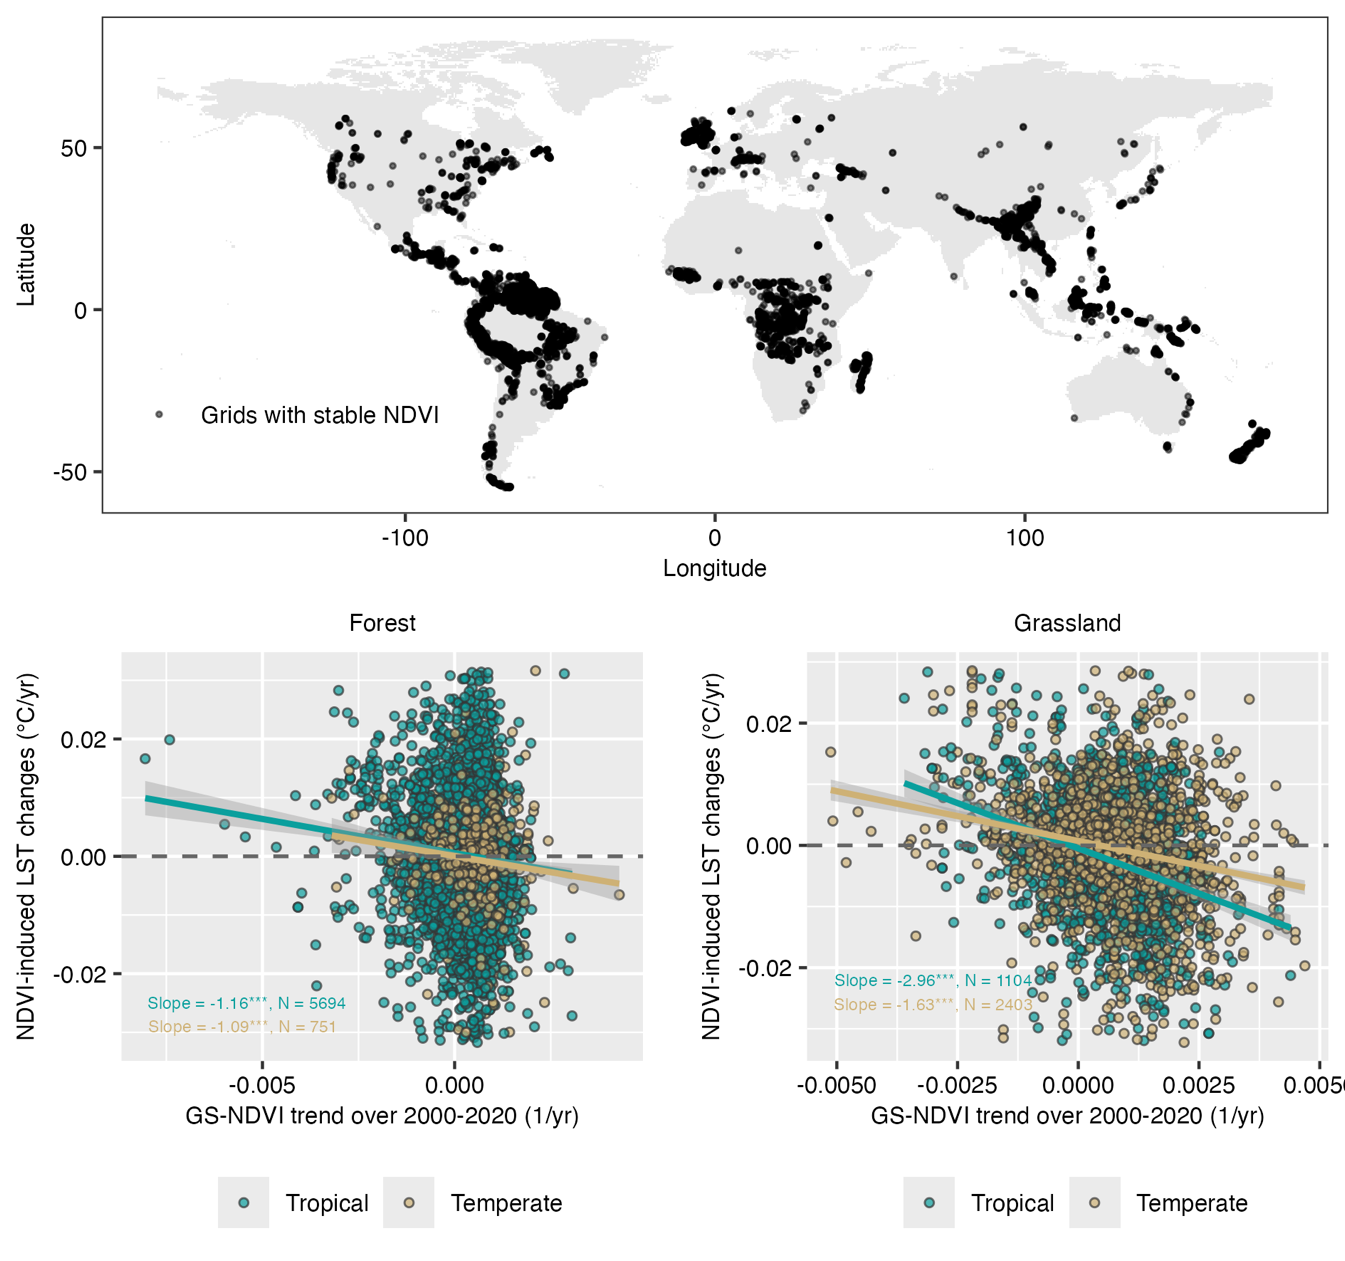 50
0
-50
Latitude
Grids with stable NDVI
-100
0
100
Longitude
Forest
NDVI-induced LST changes (°C/yr)
0.02
0.00
-0.02
Slope = -1.16***, N = 5694
Slope = -1.09***, N = 751
-0.005
0.000
GS-NDVI trend over 2000-2020 (1/yr)
Tropical
Temperate
Grassland
NDVI-induced LST changes (°C/yr)
0.02
0.00
-0.02
Slope = -2.96***, N = 1104
Slope = -1.63***, N = 2403
-0.0050
-0.0025
0.0000
0.0025
0.005
GS-NDVI trend over 2000-2020 (1/yr)
Tropical
Temperate